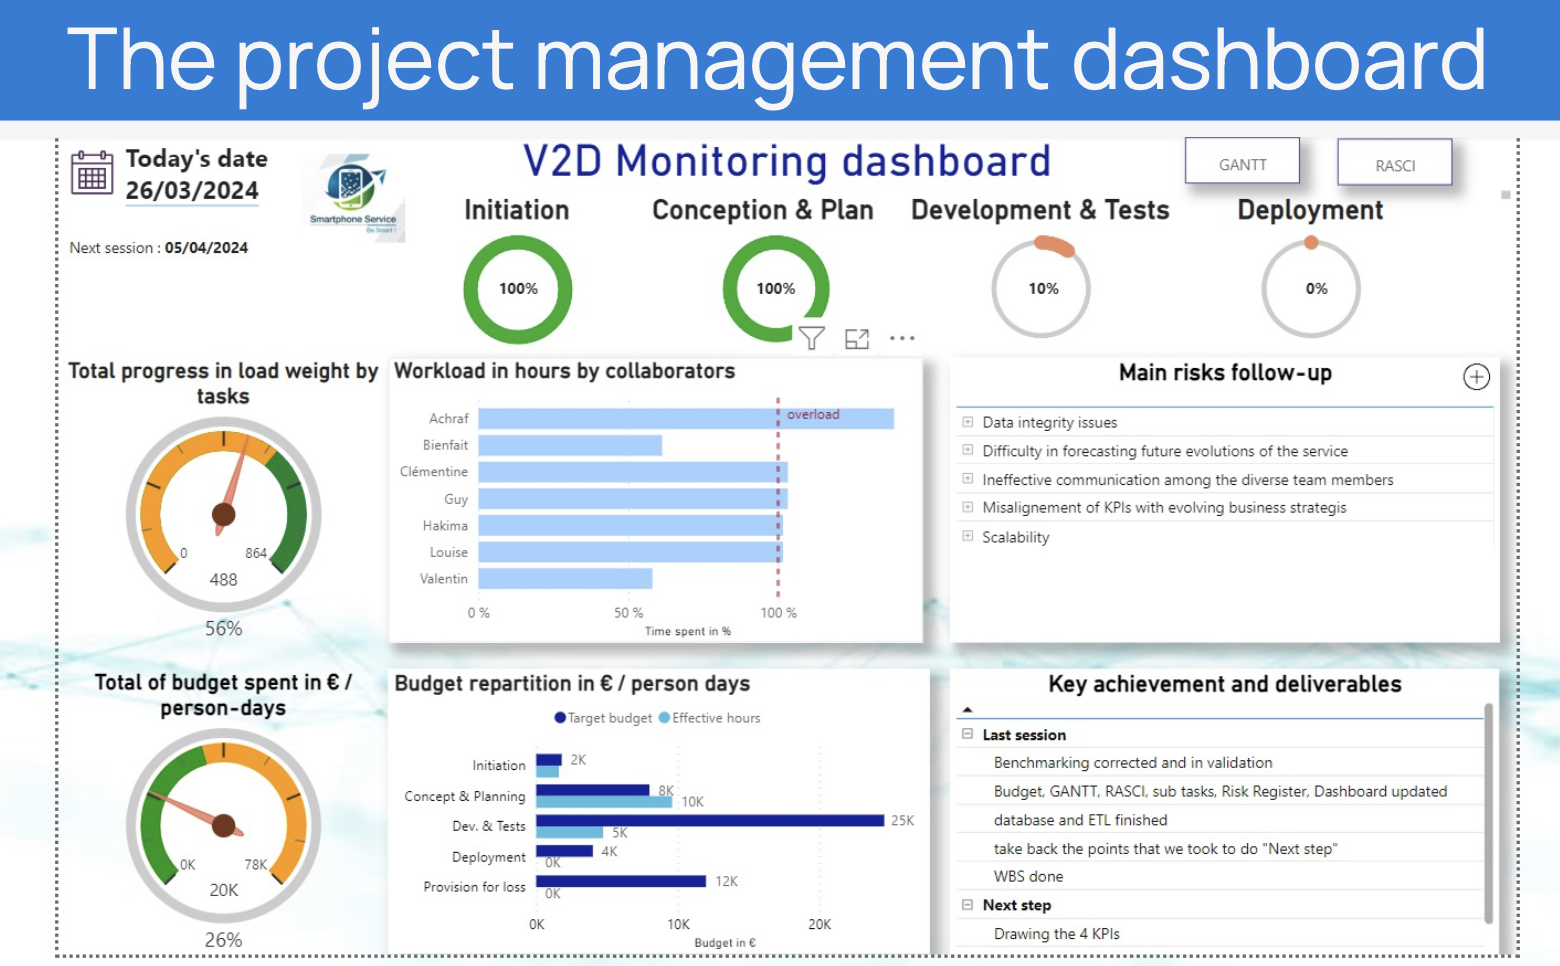 The project management dashboard
Today's date
26/03/2024
Next session : 05/04/2024
Smartphone Service
Be Smart !
V2D Monitoring dashboard
GANTT
RASCI
Initiation
Conception & Plan
Development & Tests
Deployment
100%
100%
10%
0%
Total progress in load weight by
tasks
0
864
488
56%
Workload in hours by collaborators
overload
Achraf
Bienfait
Clémentine
Guy
Hakima
Louise
Valentin
0 %
50 %
100 %
Time spent in %
Main risks follow-up
Data integrity issues
Difficulty in forecasting future evolutions of the service
Ineffective communication among the diverse team members
Misalignement of KPIs with evolving business strategis
Scalability
Total of budget spent in € /
person-days
0K
78K
20K
26%
Budget repartition in € / person days
Target budget
Effective hours
Initiation
2K
Concept & Planning
8K
10K
Dev. & Tests
25K
5K
Deployment
4K
0K
Provision for loss
12K
0K
0K
10K
20K
Budget in €
Key achievement and deliverables
Last session
Benchmarking corrected and in validation
Budget, GANTT, RASCI, sub tasks, Risk Register, Dashboard updated
database and ETL finished
take back the points that we took to do "Next step"
WBS done
Next step
Drawing the 4 KPIs